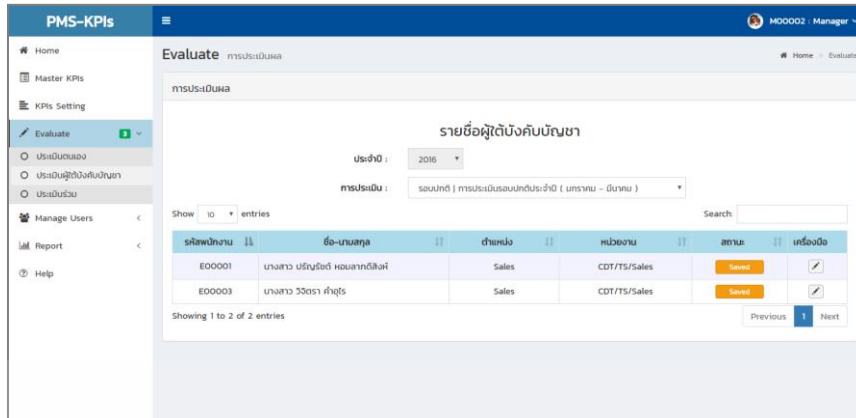 PMS-KPIs
M00002 : Manager
Home
Master KPIs
KPIs Setting
Evaluate 3
ประเมินตนเอง
ประเมินผู้ใต้บังคับบัญชา
ประเมินร่วม
Manage Users
Report
Help
Evaluate การประเมินผล
Home > Evaluate
การประเมินผล
รายชื่อผู้ใต้บังคับบัญชา
ประจำปี : 2016
การประเมิน : รอบปกติ | การประเมินรอบปกติประจำปี ( มกราคม - มีนาคม )
Show 10 entries Search:
รหัสพนักงาน ชื่อ-นามสกุล ตำแหน่ง หน่วยงาน สถานะ เครื่องมือ
E00001 นางสาว ปรัญรัชต์ หอมลาภดีสิงห์ Sales CDT/TS/Sales Saved
E00003 นางสาว วิจิตรา คำอุไร Sales CDT/TS/Sales Saved
Showing 1 to 2 of 2 entries Previous 1 Next